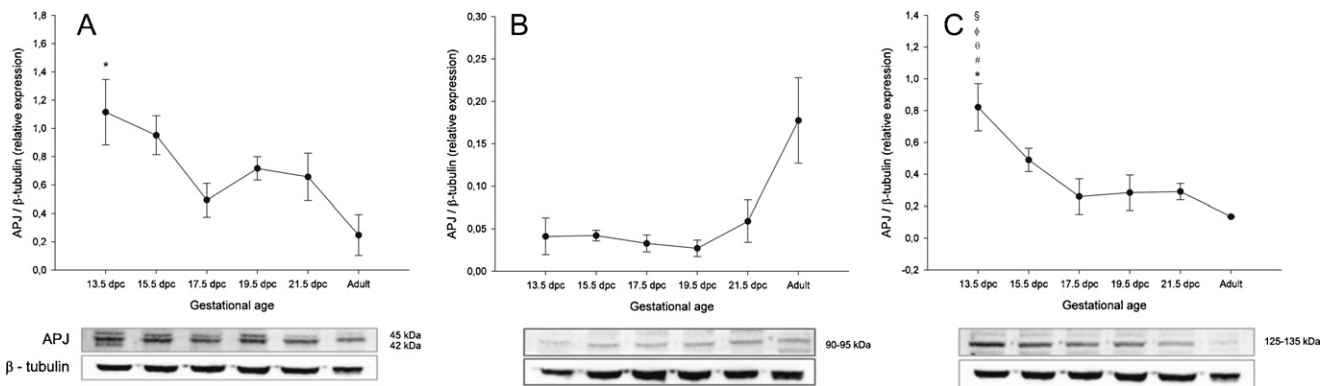 A
APJ / β-tubulin (relative expression)
1,8
1,6
1,4
1,2
1,0
0,8
0,6
0,4
0,2
0,0
*
13.5 dpc 15.5 dpc 17.5 dpc 19.5 dpc 21.5 dpc Adult
Gestational age
APJ
45 kDa
42 kDa
β - tubulin
B
APJ / β-tubulin (relative expression)
0,30
0,25
0,20
0,15
0,10
0,05
0,00
13.5 dpc 15.5 dpc 17.5 dpc 19.5 dpc 21.5 dpc Adult
Gestational age
90-95 kDa
C
APJ / β-tubulin (relative expression)
1,4
1,2
1,0
0,8
0,6
0,4
0,2
0,0
-0,2
§
ϕ
θ
#
*
13.5 dpc 15.5 dpc 17.5 dpc 19.5 dpc 21.5 dpc Adult
Gestational age
125-135 kDa